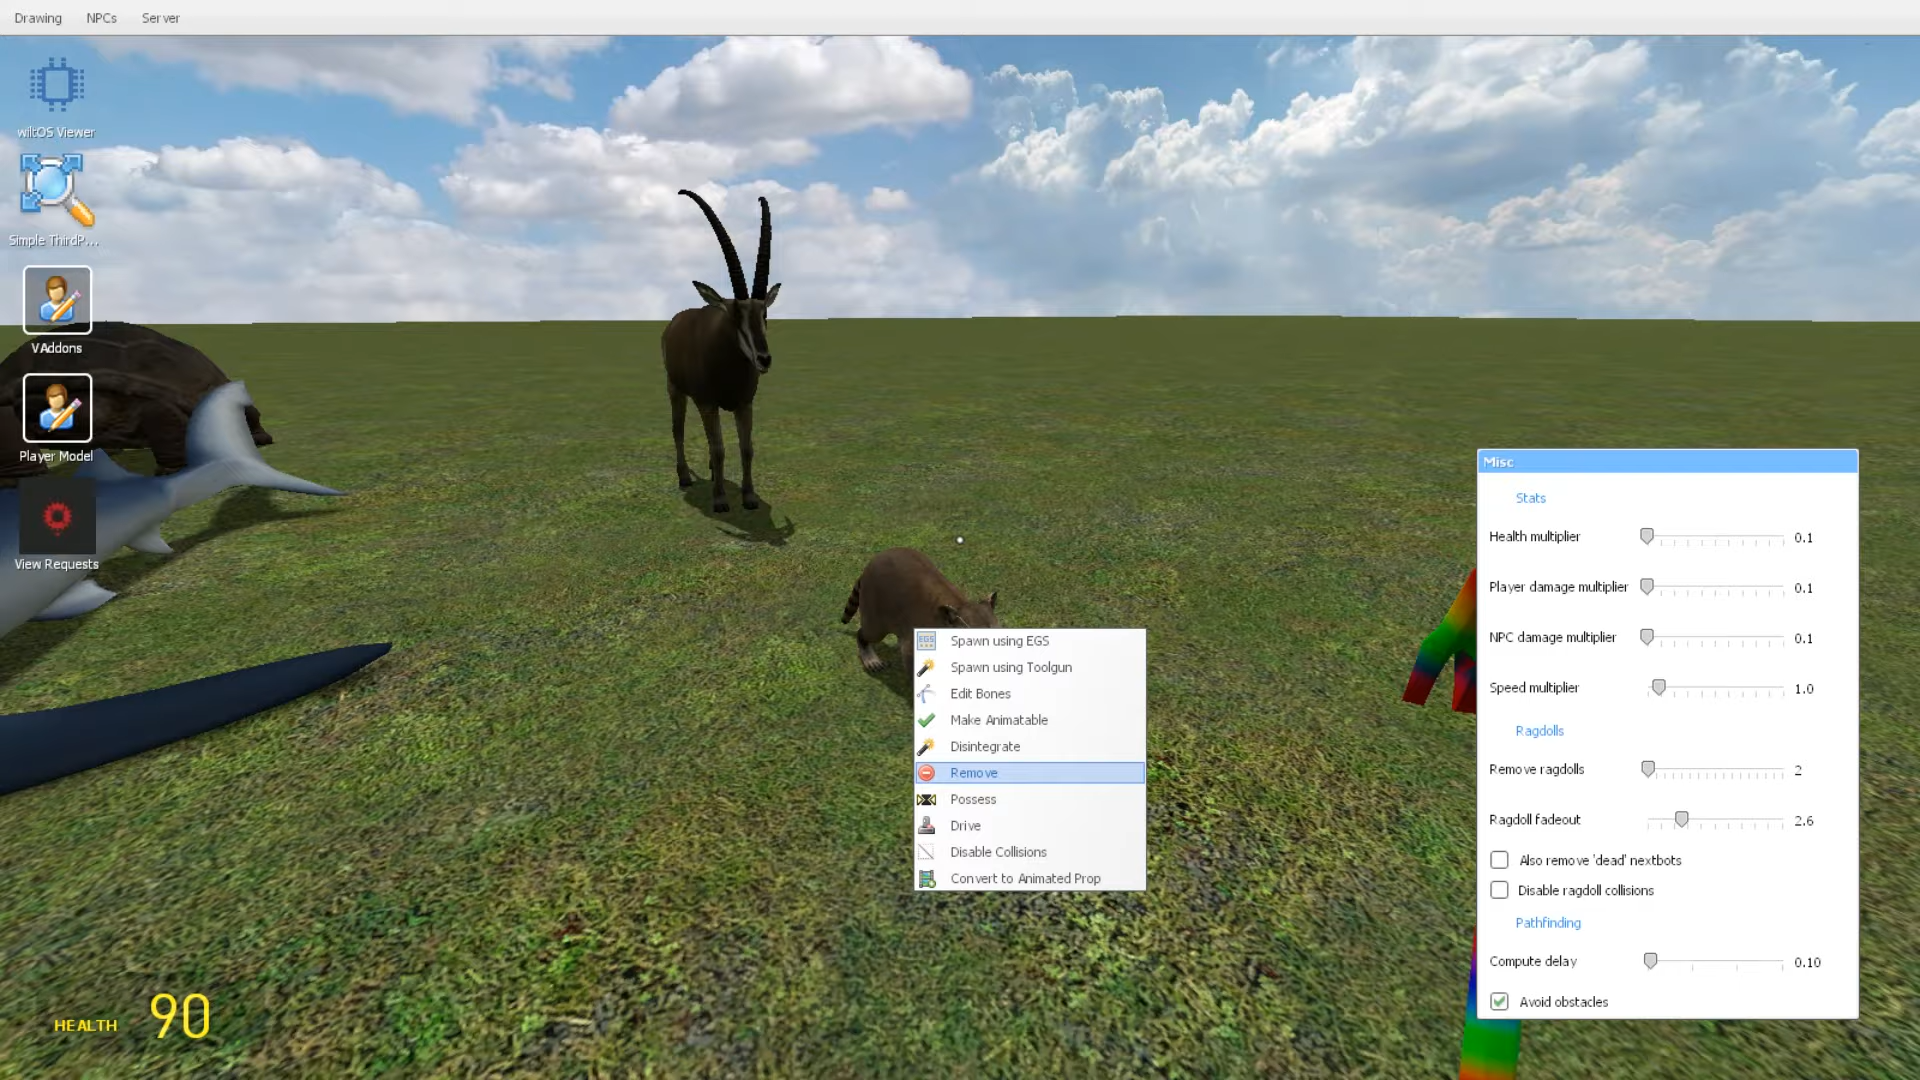 Drawing NPCs Server
wiltOS Viewer
Simple ThirdP...
VAddons
Player Model
View Requests
EGS Spawn using EGS
Spawn using Toolgun
Edit Bones
Make Animatable
Disintegrate
Remove
Possess
Drive
Disable Collisions
Convert to Animated Prop
Misc
Stats
Health multiplier 0.1
Player damage multiplier 0.1
NPC damage multiplier 0.1
Speed multiplier 1.0
Ragdolls
Remove ragdolls 2
Ragdoll fadeout 2.6
Also remove 'dead' nextbots
Disable ragdoll collisions
Pathfinding
Compute delay 0.10
Avoid obstacles
HEALTH 90